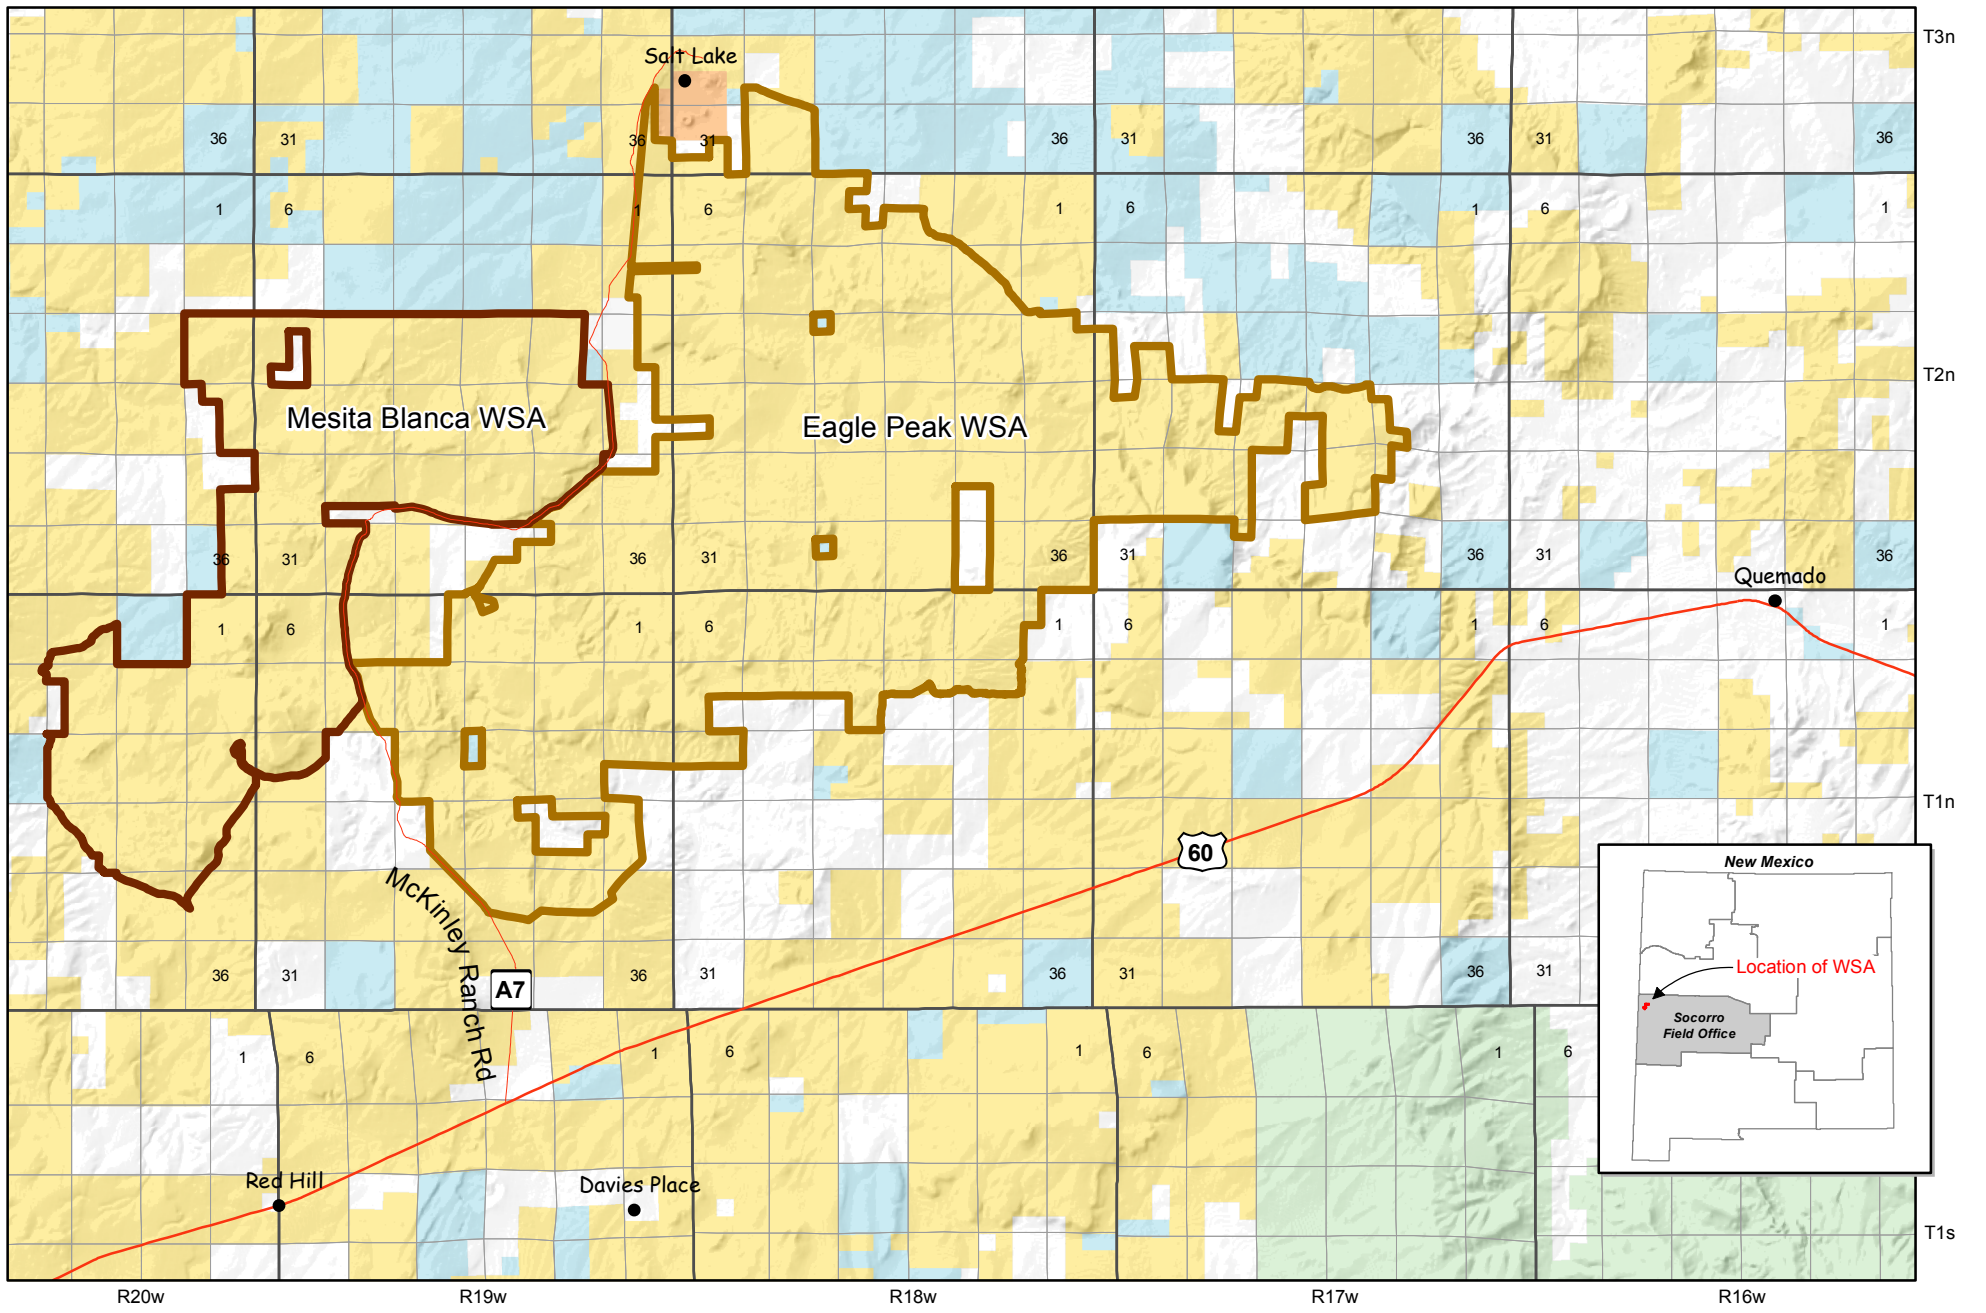 T3n
Salt Lake
36 31 36 31 36 31 36 31 36
1 6 1 6 1 6 1 6 1
T2n
Mesita Blanca WSA
Eagle Peak WSA
36 31 36 31 36 31 36 31 36
Quemado
1 6 1 6 1 6 1 6 1
T1n
60
McKinley Ranch Rd
36 31 36 31 36 31 36 31
A7
1 6 1 6 1 6 1 6
Red Hill
Davies Place
T1s
R20w R19w R18w R17w R16w
New Mexico
Location of WSA
Socorro
Field Office